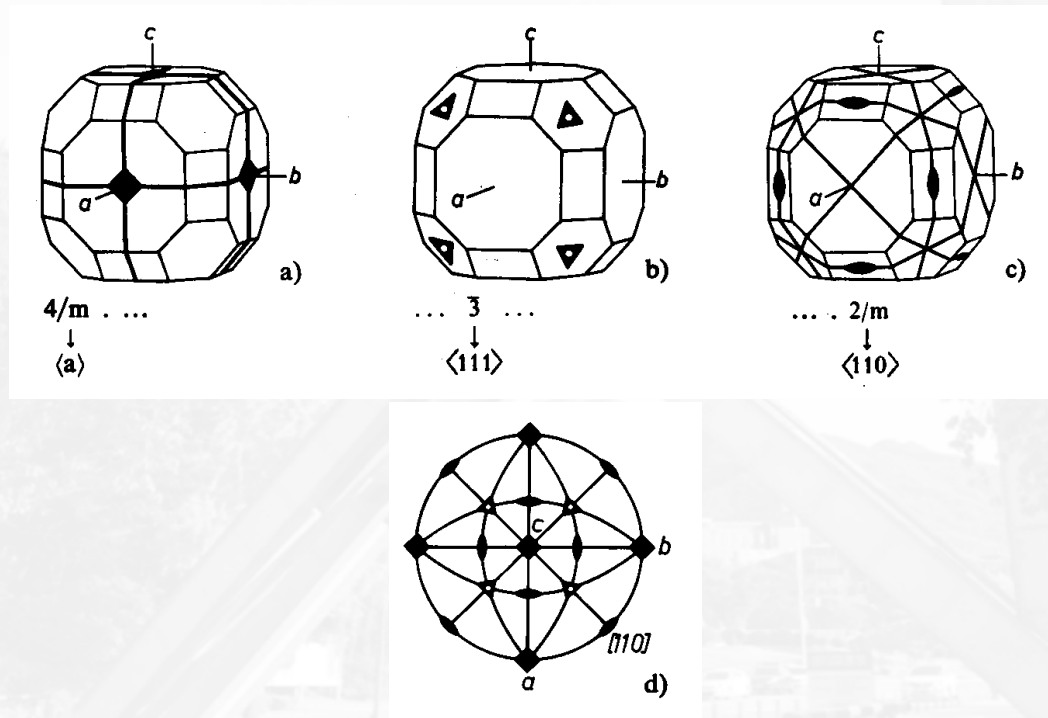 c
a
b
a)
4/m . ...
↓
⟨a⟩
c
a
b
b)
... 3̅ ...
↓
⟨111⟩
c
a
b
c)
... . 2/m
↓
⟨110⟩
c
b
[110]
a
d)